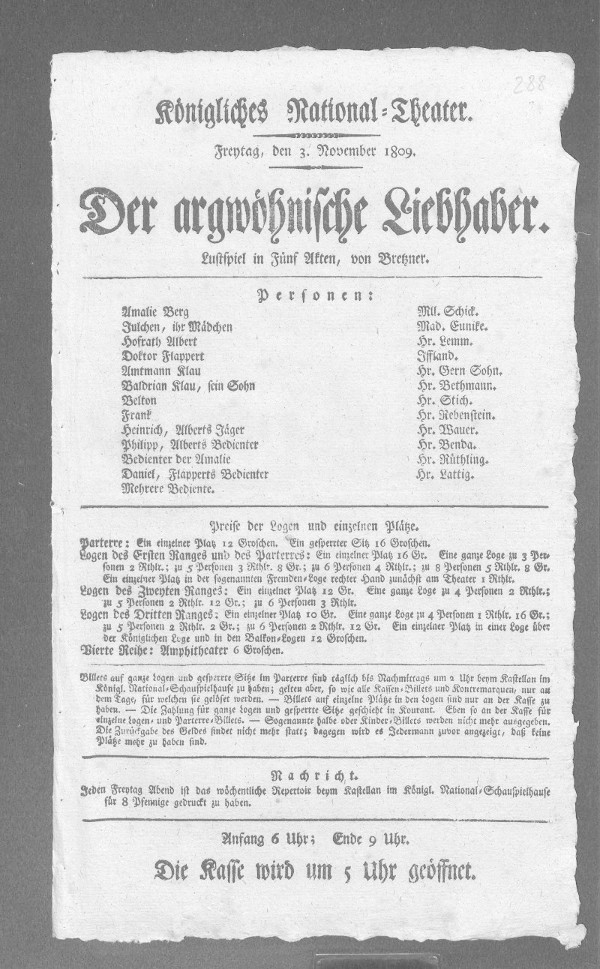 288
Königliches National-Theater.
Freytag, den 3. November 1809.
Der argwöhnische Liebhaber.
Lustspiel in Fünf Akten, von Bretzner.
Personen:
Amalie Berg Mll. Schick.
Julchen, ihr Mädchen Mad. Eunike.
Hofrath Albert Hr. Lemm.
Doktor Flappert Iffland.
Amtmann Klau Hr. Gern Sohn.
Baldrian Klau, sein Sohn Hr. Bethmann.
Belton Hr. Stich.
Frank Hr. Rebenstein.
Heinrich, Alberts Jäger Hr. Wauer.
Philipp, Alberts Bedienter Hr. Benda.
Bedienter der Amalie Hr. Rüthling.
Daniel, Flapperts Bedienter Hr. Lattig.
Mehrere Bediente.
Preise der Logen und einzelnen Plätze.
Parterre: Ein einzelner Platz 12 Groschen. Ein gesperrter Sitz 16 Groschen.
Logen des Ersten Ranges und des Parterres: Ein einzelner Platz 16 Gr. Eine ganze Loge zu 3 Per-
sonen 2 Rthlr.; zu 5 Personen 3 Rthlr. 8 Gr.; zu 6 Personen 4 Rthlr.; zu 8 Personen 5 Rthlr. 8 Gr.
Ein einzelner Platz in der sogenannten Fremden-Loge rechter Hand zunächst am Theater 1 Rthlr.
Logen des Zweyten Ranges: Ein einzelner Platz 12 Gr. Eine ganze Loge zu 4 Personen 2 Rthlr.;
zu 5 Personen 2 Rthlr. 12 Gr.; zu 6 Personen 3 Rthlr.
Logen des Dritten Ranges: Ein einzelner Platz 10 Gr. Eine ganze Loge zu 4 Personen 1 Rthlr. 16 Gr.;
zu 5 Personen 2 Rthlr. 2 Gr.; zu 6 Personen 2 Rthlr. 12 Gr. Ein einzelner Platz in einer Loge über
der Königlichen Loge und in den Balkon-Logen 12 Groschen.
Vierte Reihe: Amphitheater 6 Groschen.
Billets auf ganze Logen und gesperrte Sitze im Parterre sind täglich bis Nachmittags um 2 Uhr beym Kastellan im
Königl. National-Schauspielhause zu haben; gelten aber, so wie alle Kassen-Billets und Kontremarquen, nur an
dem Tage, für welchen sie gelöset werden. — Billets auf einzelne Plätze in den Logen sind nur an der Kasse zu
haben. — Die Zahlung für ganze Logen und gesperrte Sitze geschieht in Kourant. Eben so an der Kasse für
einzelne Logen- und Parterre-Billets. — Sogenannte halbe oder Kinder-Billets werden nicht mehr ausgegeben.
Die Zurückgabe des Geldes findet nicht mehr statt; dagegen wird es Jedermann zuvor angezeigt, daß keine
Plätze mehr zu haben sind.
Nachricht.
Jeden Freytag Abend ist das wöchentliche Repertoir beym Kastellan im Königl. National-Schauspielhause
für 8 Pfennige gedruckt zu haben.
Anfang 6 Uhr; Ende 9 Uhr.
Die Kasse wird um 5 Uhr geöffnet.